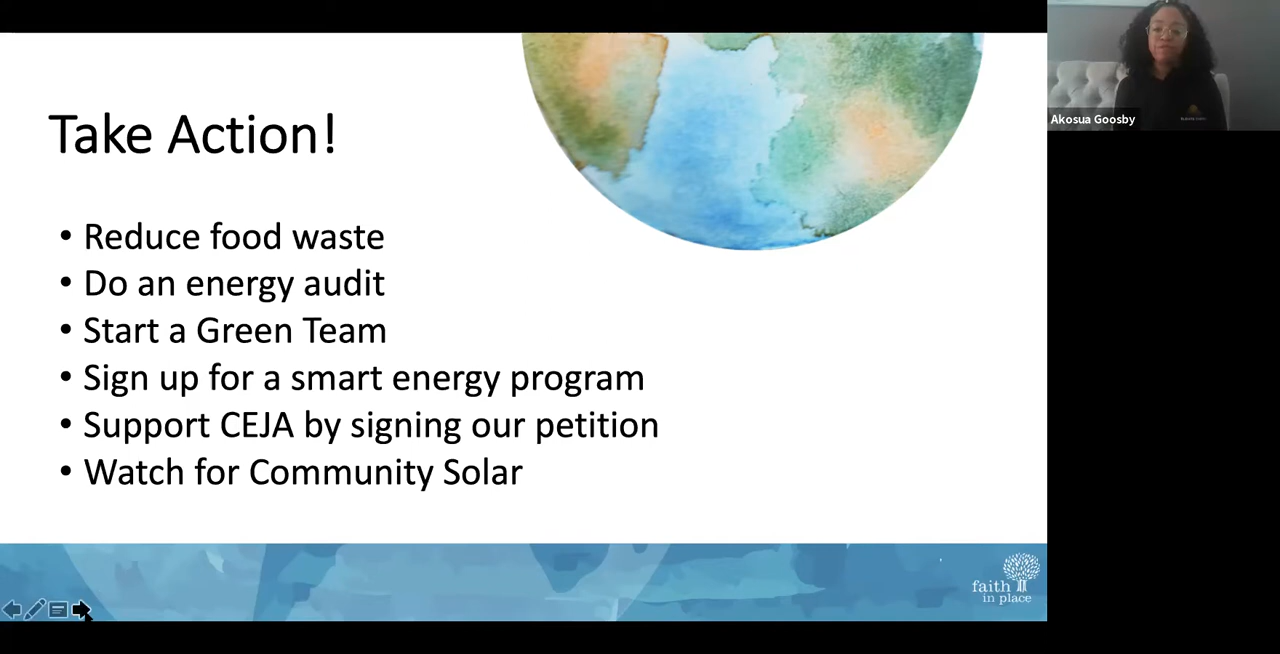 Take Action!
• Reduce food waste
• Do an energy audit
• Start a Green Team
• Sign up for a smart energy program
• Support CEJA by signing our petition
• Watch for Community Solar
faith
in place
Akosua Goosby